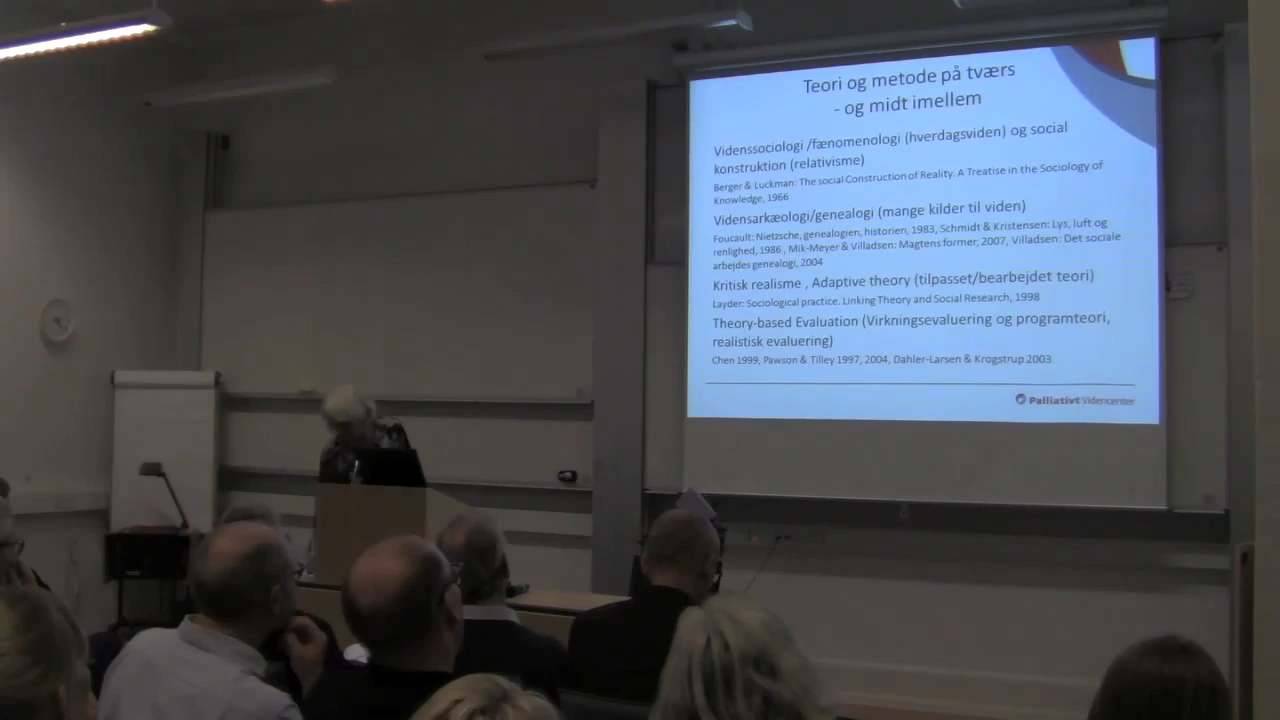 Teori og metode på tværs
- og midt imellem
Videnssociologi /fænomenologi (hverdagsviden) og social
konstruktion (relativisme)
Berger & Luckman: The social Construction of Reality. A Treatise in the Sociology of
Knowledge, 1966
Vidensarkæologi/genealogi (mange kilder til viden)
Foucault: Nietzsche, genealogien, historien, 1983, Schmidt & Kristensen: Lys, luft og
renlighed, 1986 , Mik-Meyer & Villadsen: Magtens former, 2007, Villadsen: Det sociale
arbejdes genealogi, 2004
Kritisk realisme , Adaptive theory (tilpasset/bearbejdet teori)
Layder: Sociological practice. Linking Theory and Social Research, 1998
Theory-based Evaluation (Virkningsevaluering og programteori,
realistisk evaluering)
Chen 1999, Pawson & Tilley 1997, 2004, Dahler-Larsen & Krogstrup 2003
Palliativt Videncenter